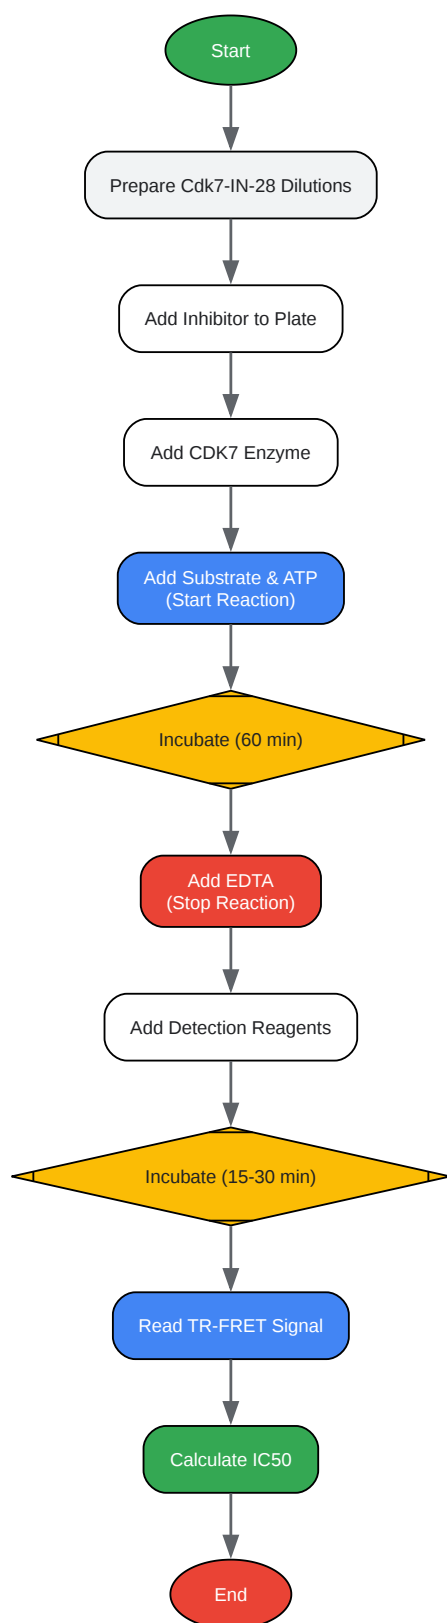 Start
Prepare Cdk7-IN-28 Dilutions
Add Inhibitor to Plate
Add CDK7 Enzyme
Add Substrate & ATP
(Start Reaction)
Incubate (60 min)
Add EDTA
(Stop Reaction)
Add Detection Reagents
Incubate (15-30 min)
Read TR-FRET Signal
Calculate IC50
End